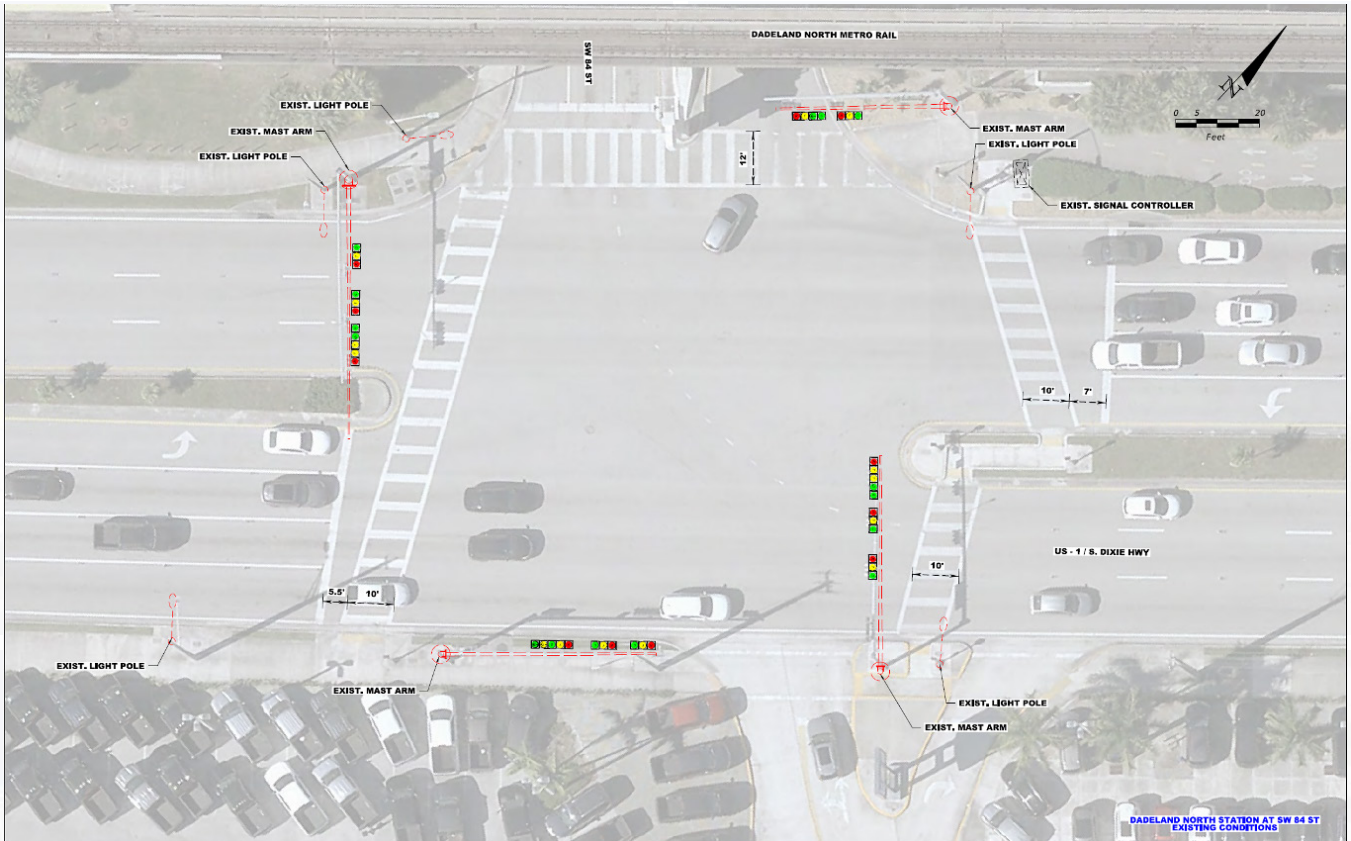 DADELAND NORTH METRO RAIL
SW 84 ST
N
0 5 20
Feet
EXIST. LIGHT POLE
EXIST. MAST ARM
EXIST. LIGHT POLE
EXIST. MAST ARM
EXIST. LIGHT POLE
EXIST. SIGNAL CONTROLLER
12'
10'
7'
US - 1 / S. DIXIE HWY
10'
5.5'
10'
EXIST. LIGHT POLE
EXIST. MAST ARM
EXIST. LIGHT POLE
EXIST. MAST ARM
DADELAND NORTH STATION AT SW 84 ST
EXISTING CONDITIONS